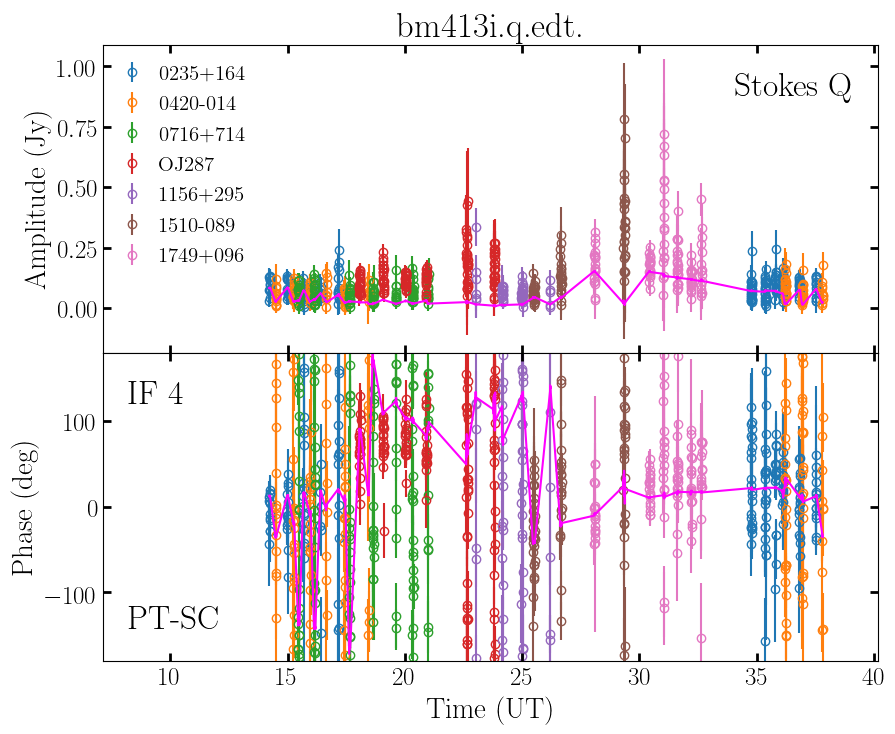 bm413i.q.edt.
Stokes Q
Amplitude (Jy)
1.00
0.75
0.50
0.25
0.00
0235+164
0420-014
0716+714
OJ287
1156+295
1510-089
1749+096
IF 4
PT-SC
Phase (deg)
100
0
−100
10 15 20 25 30 35 40
Time (UT)